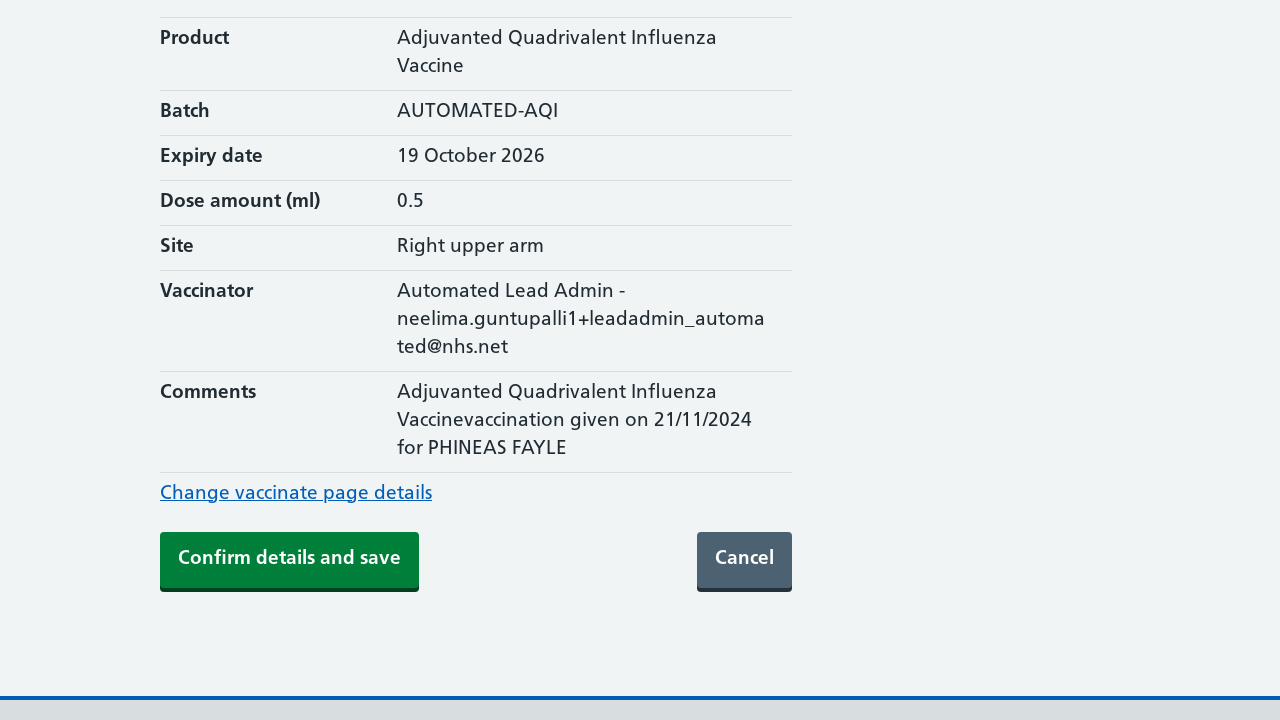 Product Adjuvanted Quadrivalent Influenza
Vaccine
Batch AUTOMATED-AQI
Expiry date 19 October 2026
Dose amount (ml) 0.5
Site Right upper arm
Vaccinator Automated Lead Admin -
neelima.guntupalli1+leadadmin_automa
ted@nhs.net
Comments Adjuvanted Quadrivalent Influenza
Vaccinevaccination given on 21/11/2024
for PHINEAS FAYLE
Change vaccinate page details
Confirm details and save Cancel